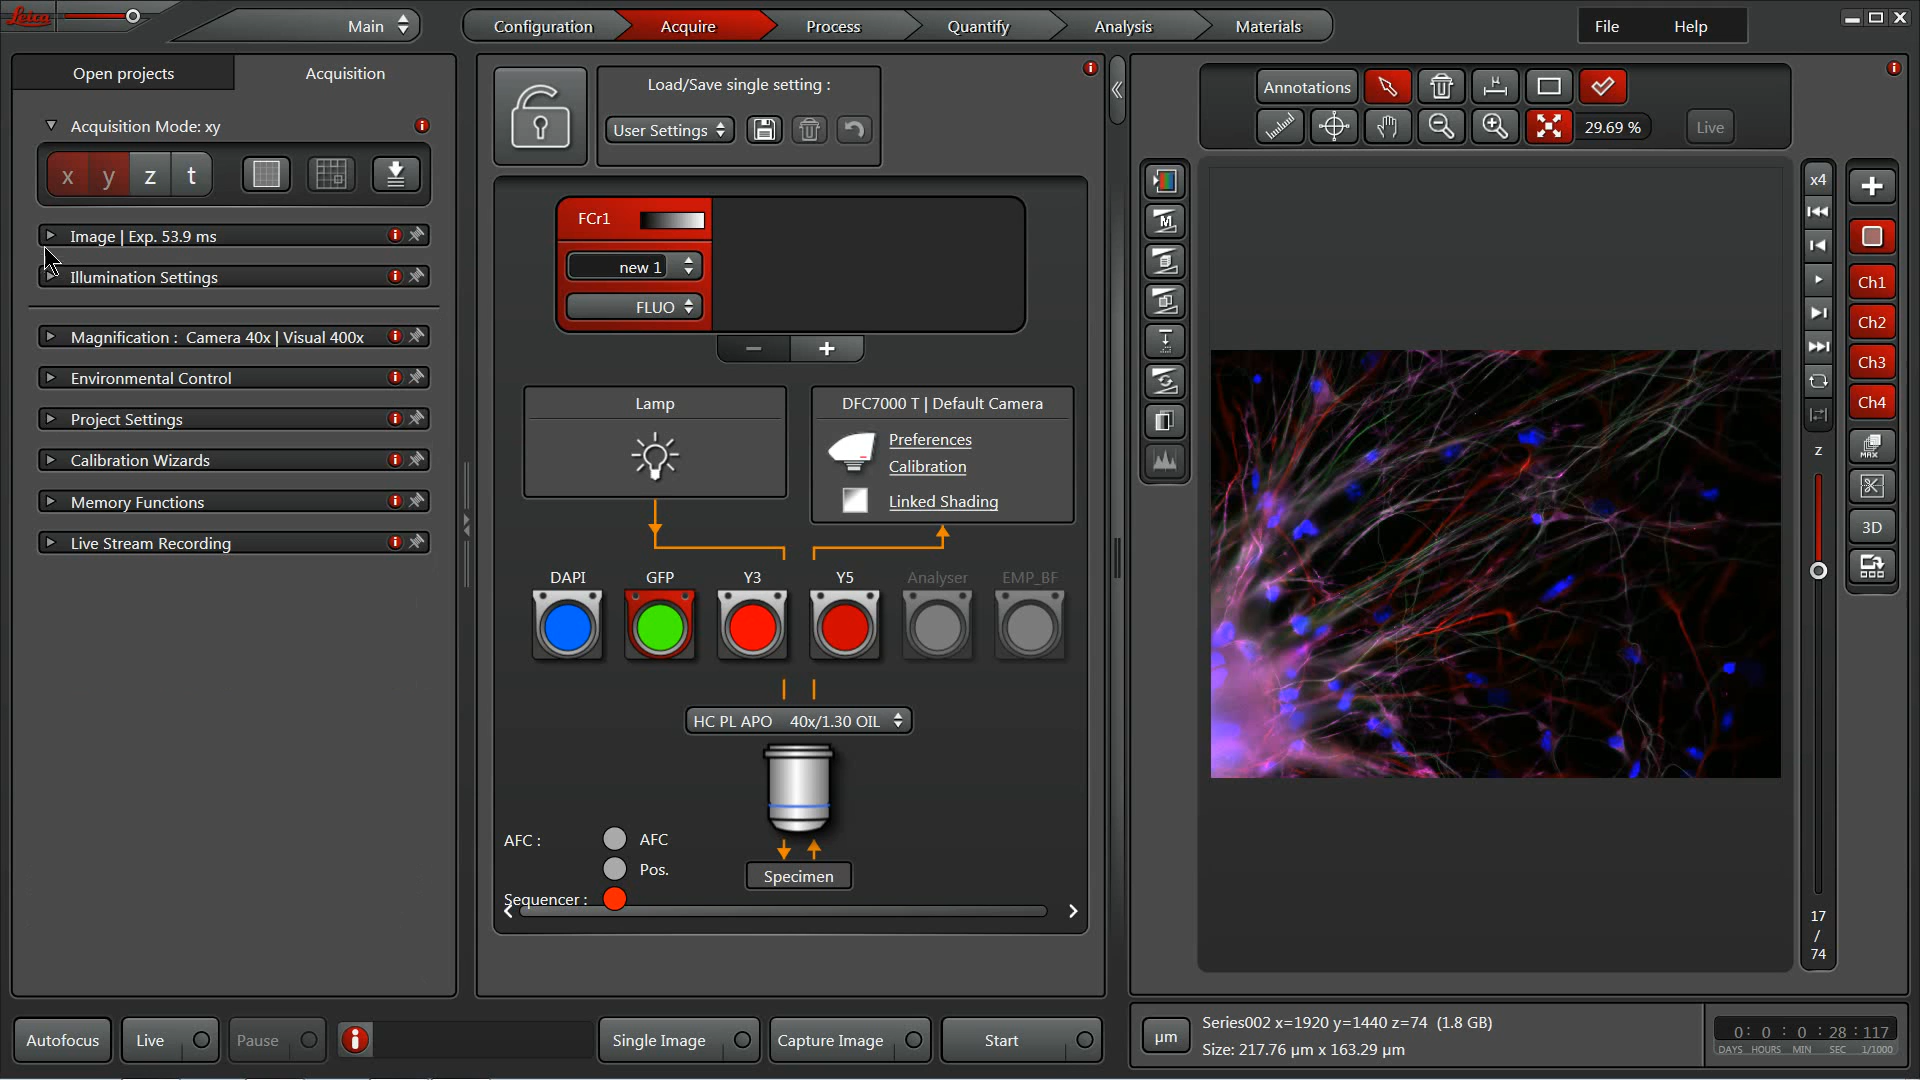 Leica
Main
Configuration
Acquire
Process
Quantify
Analysis
Materials
File
Help
Open projects
Acquisition
Acquisition Mode: xy
x y z t
Image | Exp. 53.9 ms
Illumination Settings
Magnification : Camera 40x | Visual 400x
Environmental Control
Project Settings
Calibration Wizards
Memory Functions
Live Stream Recording
Load/Save single setting :
User Settings
FCr1
new 1
FLUO
Lamp
DFC7000 T | Default Camera
Preferences
Calibration
Linked Shading
DAPI
GFP
Y3
Y5
Analyser
EMP_BF
HC PL APO 40x/1.30 OIL
AFC :
AFC
Pos.
Specimen
Sequencer :
Annotations
29.69 %
Live
M
x4
z
17
/
74
Ch1
Ch2
Ch3
Ch4
MAX
3D
Autofocus
Live
Pause
Single Image
Capture Image
Start
µm
Series002 x=1920 y=1440 z=74 (1.8 GB)
Size: 217.76 µm x 163.29 µm
0: 0 : 0 : 28 : 117
DAYS HOURS MIN SEC 1/1000